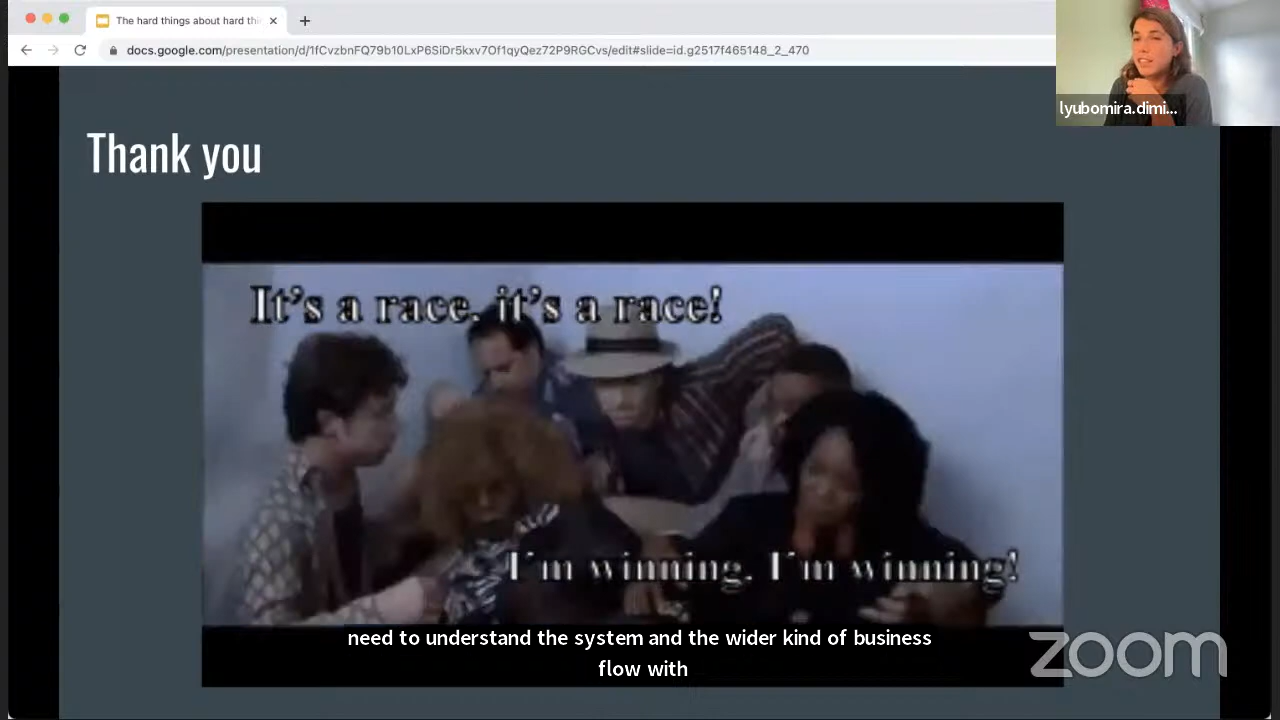 The hard things about hard thi
docs.google.com/presentation/d/1fCvzbnFQ79b10LxP6SiDr5kxv7Of1qyQez72P9RGCvs/edit#slide=id.g2517f465148_2_470
lyubomira.dimi...
Thank you
It's a race, it's a race!
I'm winning, I'm winning!
need to understand the system and the wider kind of business
flow with
zoom